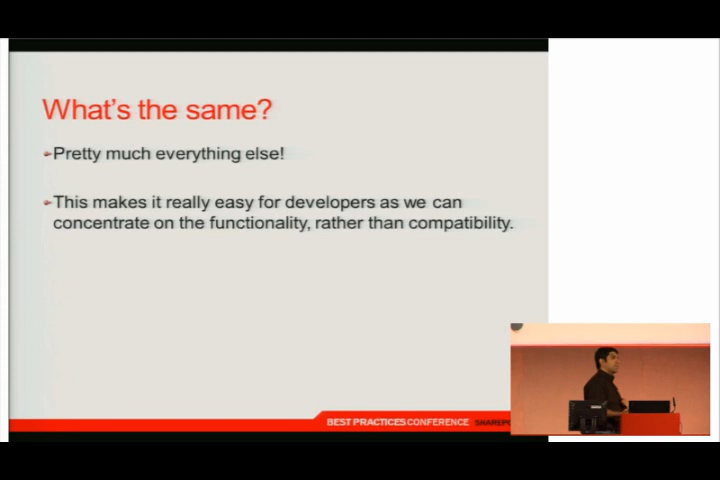 What's the same?
Pretty much everything else!
This makes it really easy for developers as we can
concentrate on the functionality, rather than compatibility.
BEST PRACTICES CONFERENCE